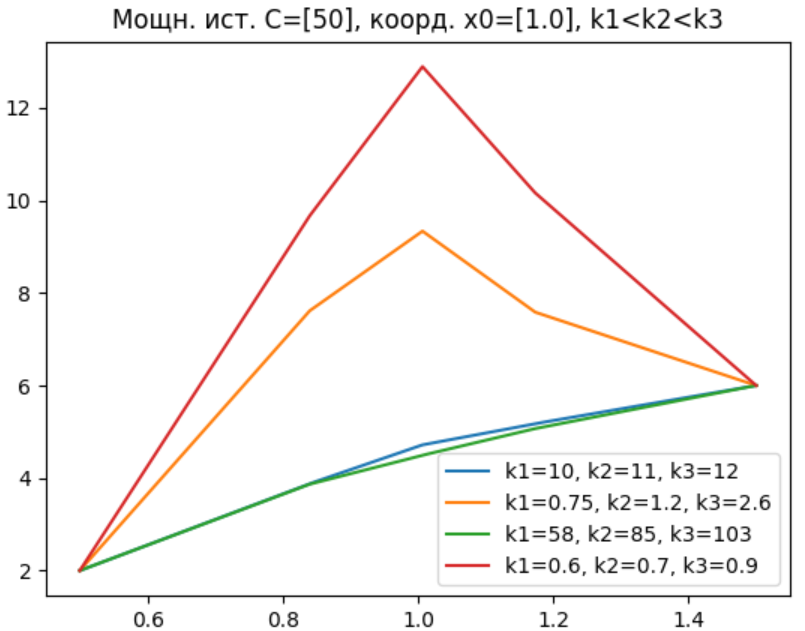 Мощн. ист. C=[50], коорд. x0=[1.0], k1<k2<k3
12
10
8
6
4
2
k1=10, k2=11, k3=12
k1=0.75, k2=1.2, k3=2.6
k1=58, k2=85, k3=103
k1=0.6, k2=0.7, k3=0.9
0.6 0.8 1.0 1.2 1.4